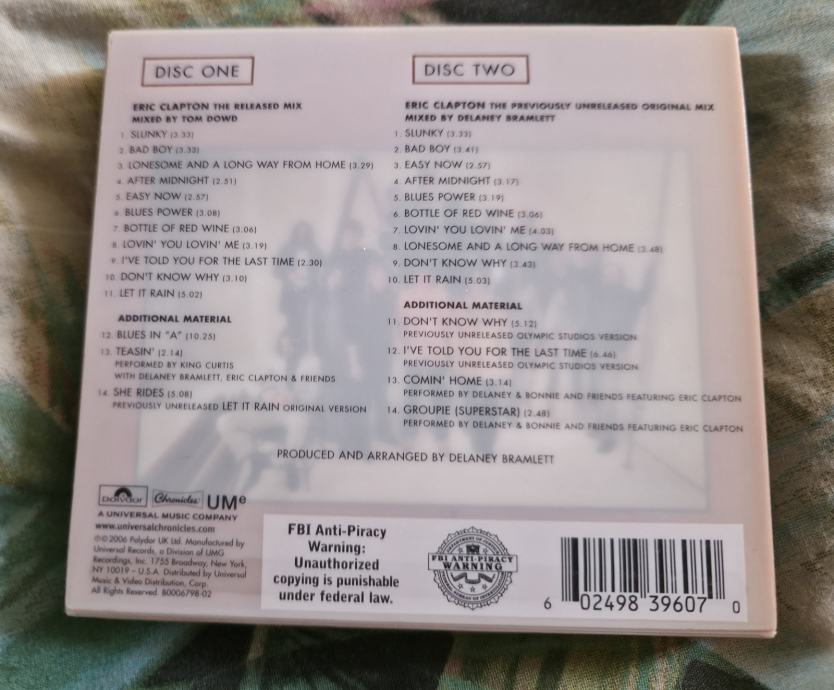 DISC ONE
ERIC CLAPTON THE RELEASED MIX
MIXED BY TOM DOWD
1. SLUNKY (3.33)
2. BAD BOY (3.33)
3. LONESOME AND A LONG WAY FROM HOME (3.29)
4. AFTER MIDNIGHT (2.51)
5. EASY NOW (2.57)
6. BLUES POWER (3.08)
7. BOTTLE OF RED WINE (3.06)
8. LOVIN' YOU LOVIN' ME (3.19)
9. I'VE TOLD YOU FOR THE LAST TIME (2.30)
10. DON'T KNOW WHY (3.10)
11. LET IT RAIN (5.02)
ADDITIONAL MATERIAL
12. BLUES IN "A" (10.25)
13. TEASIN' (2.14)
PERFORMED BY KING CURTIS
WITH DELANEY BRAMLETT, ERIC CLAPTON & FRIENDS
14. SHE RIDES (5.08)
PREVIOUSLY UNRELEASED LET IT RAIN ORIGINAL VERSION
DISC TWO
ERIC CLAPTON THE PREVIOUSLY UNRELEASED ORIGINAL MIX
MIXED BY DELANEY BRAMLETT
1. SLUNKY (3.33)
2. BAD BOY (3.41)
3. EASY NOW (2.57)
4. AFTER MIDNIGHT (3.17)
5. BLUES POWER (3.19)
6. BOTTLE OF RED WINE (3.06)
7. LOVIN' YOU LOVIN' ME (4.03)
8. LONESOME AND A LONG WAY FROM HOME (3.48)
9. DON'T KNOW WHY (3.43)
10. LET IT RAIN (5.03)
ADDITIONAL MATERIAL
11. DON'T KNOW WHY (5.12)
PREVIOUSLY UNRELEASED OLYMPIC STUDIOS VERSION
12. I'VE TOLD YOU FOR THE LAST TIME (6.46)
PREVIOUSLY UNRELEASED OLYMPIC STUDIOS VERSION
13. COMIN' HOME (3.14)
PERFORMED BY DELANEY & BONNIE AND FRIENDS FEATURING ERIC CLAPTON
14. GROUPIE (SUPERSTAR) (2.48)
PERFORMED BY DELANEY & BONNIE AND FRIENDS FEATURING ERIC CLAPTON
PRODUCED AND ARRANGED BY DELANEY BRAMLETT
Polydor Chronicles UMe
A UNIVERSAL MUSIC COMPANY
www.universalchronicles.com
℗© 2006 Polydor UK Ltd. Manufactured by
Universal Records, a Division of UMG
Recordings, Inc. 1755 Broadway, New York,
NY 10019 – U.S.A. Distributed by Universal
Music & Video Distribution, Corp.
All Rights Reserved. B0006798-02
FBI Anti-Piracy
Warning:
Unauthorized
copying is punishable
under federal law.
FBI ANTI-PIRACY
WARNING
6 02498 39607 0